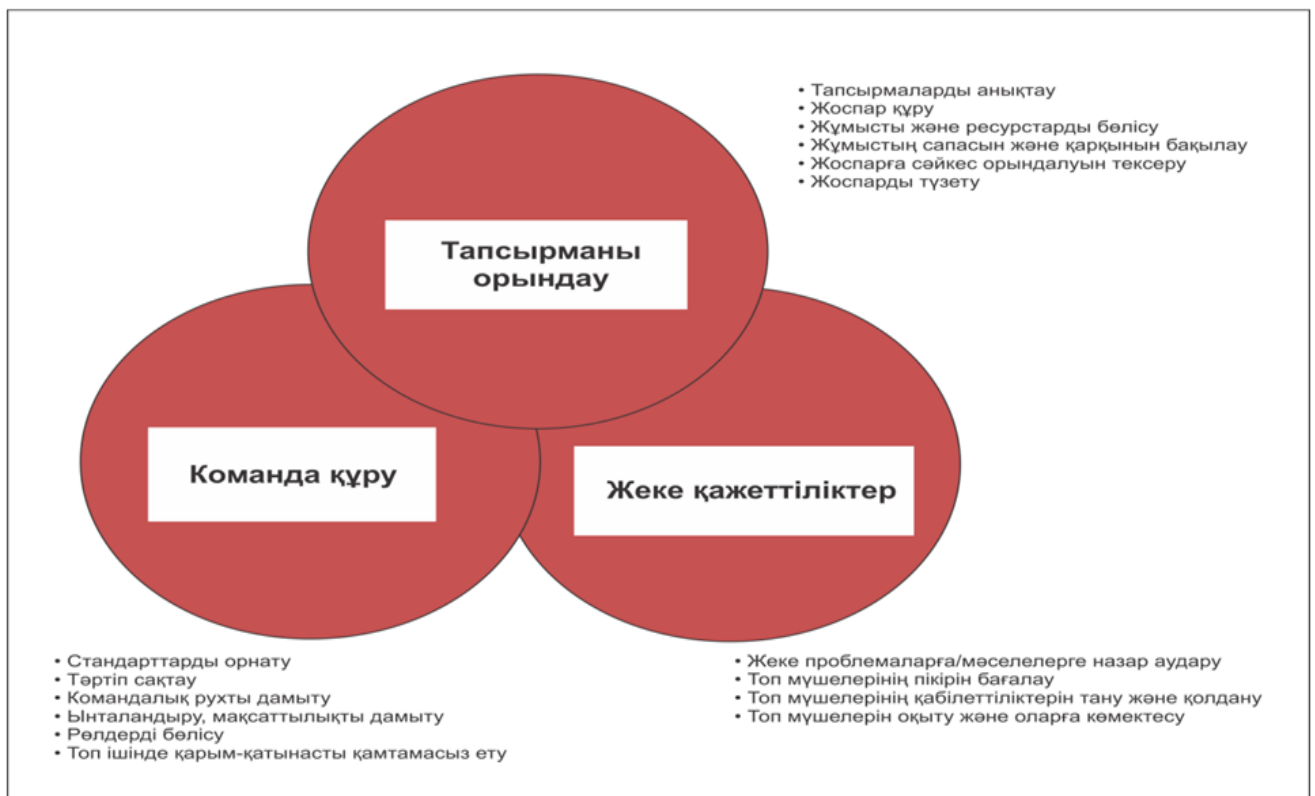 • Тапсырмаларды анықтау
• Жоспар құру
• Жұмысты және ресурстарды бөлісу
• Жұмыстың сапасын және қарқынын бақылау
• Жоспарға сәйкес орындалуын тексеру
• Жоспарды түзету
Тапсырманы
орындау
Команда құру
Жеке қажеттіліктер
• Стандарттарды орнату
• Тәртіп сақтау
• Командалық рухты дамыту
• Ынталандыру, мақсаттылықты дамыту
• Рөлдерді бөлісу
• Топ ішінде қарым-қатынасты қамтамасыз ету
• Жеке проблемаларға/мәселелерге назар аудару
• Топ мүшелерінің пікірін бағалау
• Топ мүшелерінің қабілеттіліктерін тану және қолдану
• Топ мүшелерін оқыту және оларға көмектесу